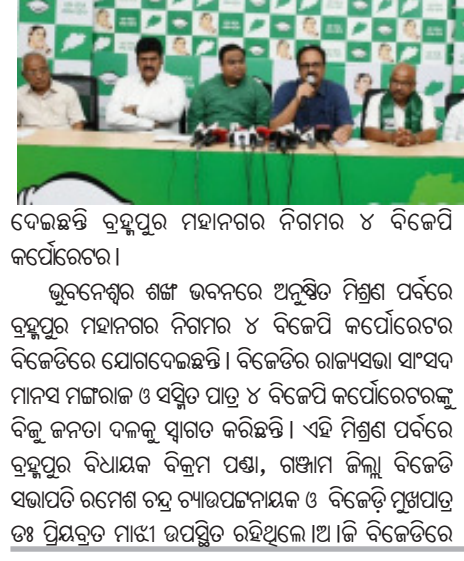 ଦେଇଛନ୍ତି ବ୍ରହ୍ମପୁର ମହାନଗର ନିଗମର ୪ ବିଜେପି
କର୍ପୋରେଟର।
ଭୁବନେଶ୍ୱର ଶଙ୍ଖ ଭବନରେ ଅନୁଷ୍ଠିତ ମିଶ୍ରଣ ପର୍ବରେ
ବ୍ରହ୍ମପୁର ମହାନଗର ନିଗମର ୪ ବିଜେପି କର୍ପୋରେଟର
ବିଜେଡିରେ ଯୋଗଦେଇଛନ୍ତି। ବିଜେଡିର ରାଜ୍ୟସଭା ସାଂସଦ
ମାନସ ମଙ୍ଗରାଜ ଓ ସସ୍ମିତ ପାତ୍ର ୪ ବିଜେପି କର୍ପୋରେଟରଙ୍କୁ
ବିଜୁ ଜନତା ଦଳକୁ ସ୍ୱାଗତ କରିଛନ୍ତି। ଏହି ମିଶ୍ରଣ ପର୍ବରେ
ବ୍ରହ୍ମପୁର ବିଧାୟକ ବିକ୍ରମ ପଣ୍ଡା, ଗଞ୍ଜାମ ଜିଲ୍ଲା ବିଜେଡି
ସଭାପତି ରମେଶ ଚନ୍ଦ୍ର ଚ୍ୟାଉପଟ୍ଟନାୟକ ଓ ବିଜେଡ଼ି ମୁଖପାତ୍ର
ଡଃ ପ୍ରିୟବ୍ରତ ମାଝୀ ଉପସ୍ଥିତ ରହିଥିଲେ।ଅ।ଜି ବିଜେଡିରେ